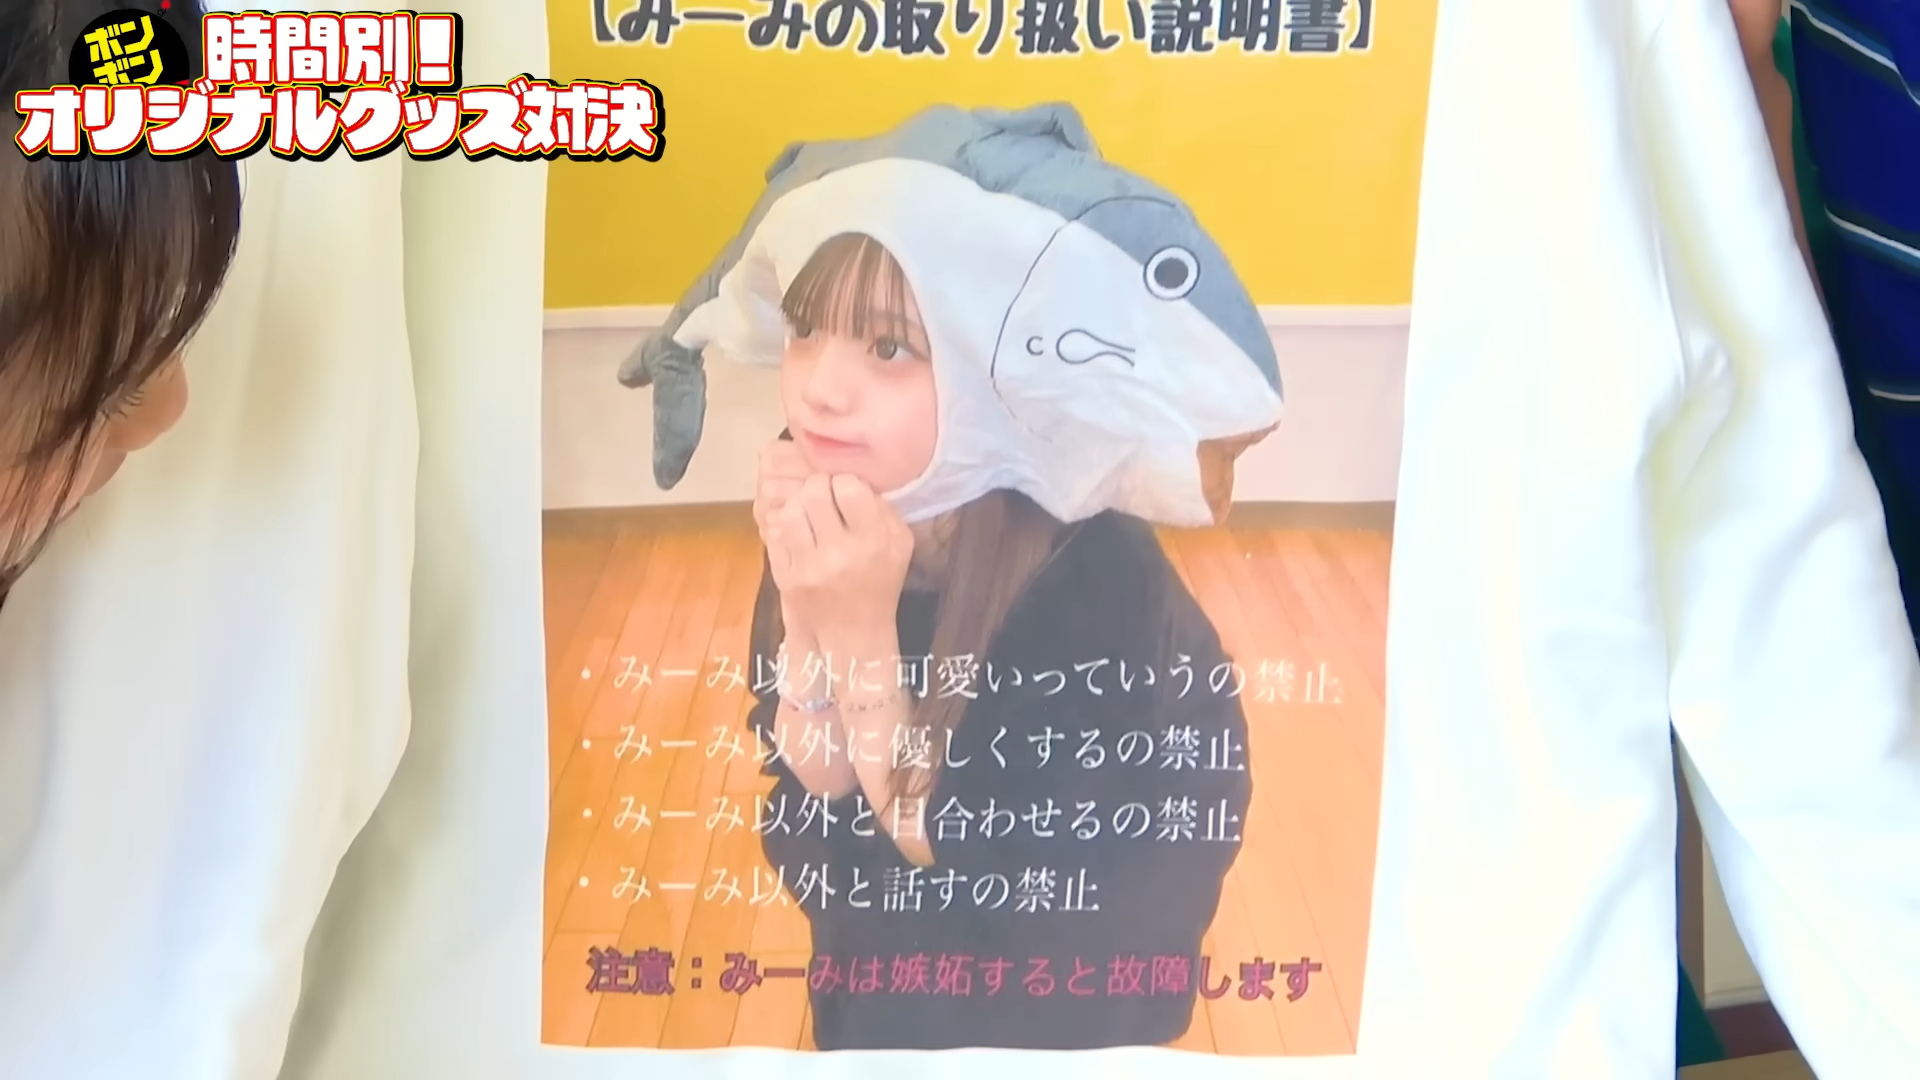 ボンボン
時間別!
オリジナルグッズ対決
【みーみの取り扱い説明書】
・みーみ以外に可愛いっていうの禁止
・みーみ以外に優しくするの禁止
・みーみ以外と目合わせるの禁止
・みーみ以外と話すの禁止
注意：みーみは嫉妬すると故障します